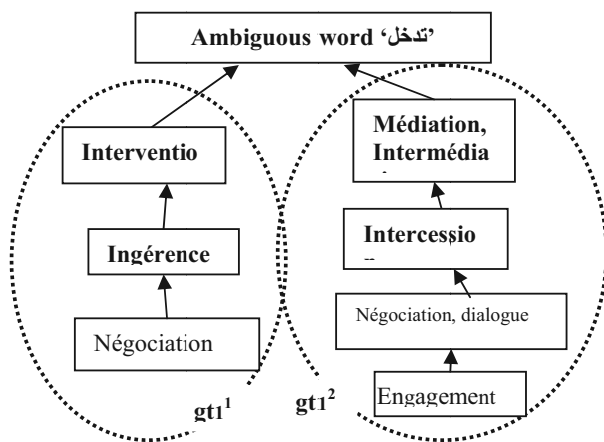 Ambiguous word ‘تدخل’
Interventio
Ingérence
Négociation
gt1¹
Médiation,
Intermédia
Intercessio
Négociation, dialogue
Engagement
gt1²